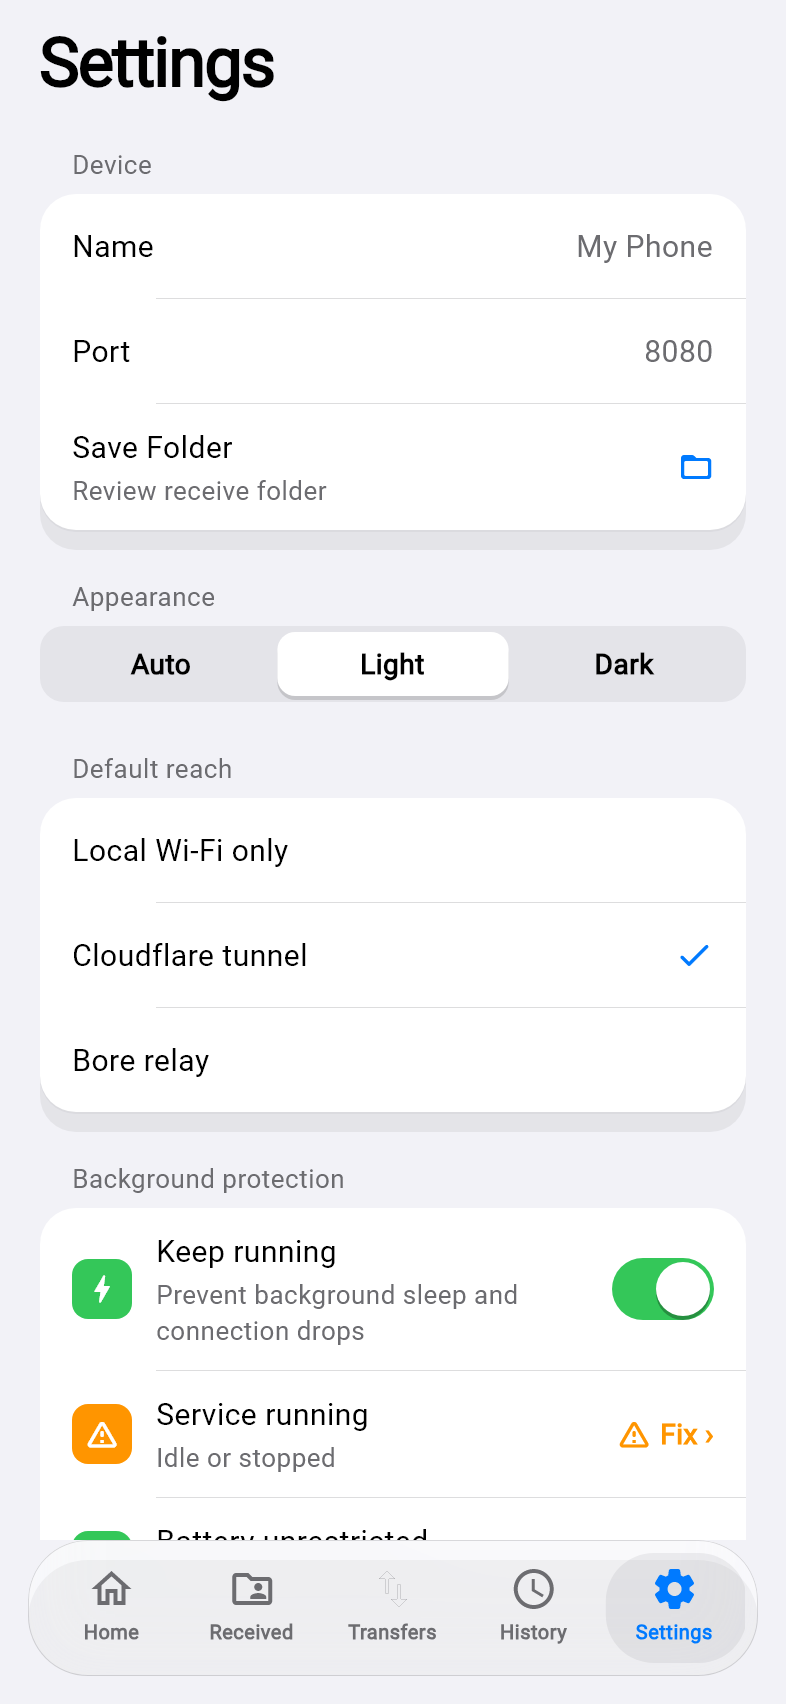 Settings
Device
Name
My Phone
Port
8080
Save Folder
Review receive folder
Appearance
Auto
Light
Dark
Default reach
Local Wi-Fi only
Cloudflare tunnel
Bore relay
Background protection
Keep running
Prevent background sleep and
connection drops
Service running
Idle or stopped
Fix ›
Battery unrestricted
Home
Received
Transfers
History
Settings